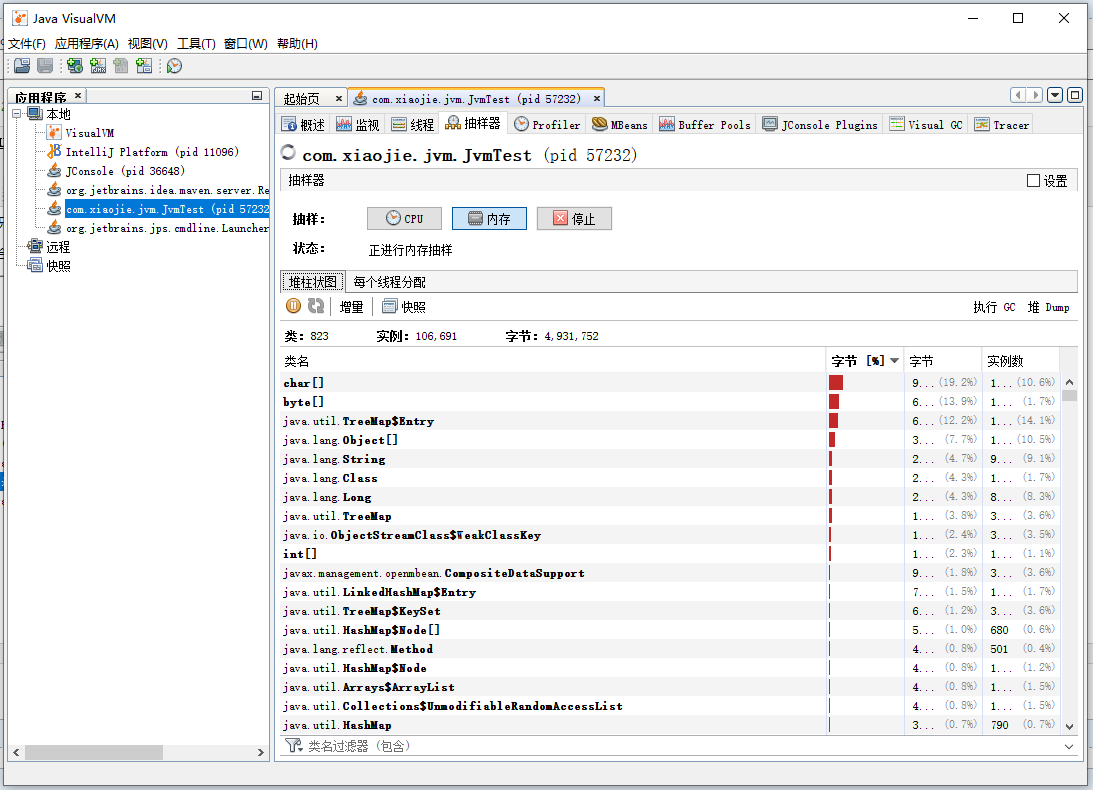 Java VisualVM
文件(F) 应用程序(A) 视图(V) 工具(T) 窗口(W) 帮助(H)
应用程序 ×
本地
VisualVM
IntelliJ Platform (pid 11096)
JConsole (pid 36648)
org.jetbrains.idea.maven.server.Re
com.xiaojie.jvm.JvmTest (pid 57232
org.jetbrains.jps.cmdline.Launcher
远程
快照
起始页 × com.xiaojie.jvm.JvmTest (pid 57232) ×
概述 监视 线程 抽样器 Profiler MBeans Buffer Pools JConsole Plugins Visual GC Tracer
com.xiaojie.jvm.JvmTest (pid 57232)
抽样器 设置
抽样： CPU 内存 停止
状态： 正进行内存抽样
堆柱状图 每个线程分配
增量 快照 执行 GC 堆 Dump
类：823 实例：106,691 字节：4,931,752
类名 字节 [%] 字节 实例数
char[] 9... (19.2%) 1... (10.6%)
byte[] 6... (13.9%) 1... (1.7%)
java.util.TreeMap$Entry 6... (12.2%) 1... (14.1%)
java.lang.Object[] 3... (7.7%) 1... (10.5%)
java.lang.String 2... (4.7%) 9... (9.1%)
java.lang.Class 2... (4.3%) 1... (1.7%)
java.lang.Long 2... (4.3%) 8... (8.3%)
java.util.TreeMap 1... (3.8%) 3... (3.6%)
java.io.ObjectStreamClass$WeakClassKey 1... (2.4%) 3... (3.5%)
int[] 1... (2.3%) 1... (1.1%)
javax.management.openmbean.CompositeDataSupport 9... (1.8%) 3... (3.6%)
java.util.LinkedHashMap$Entry 7... (1.5%) 1... (1.7%)
java.util.TreeMap$KeySet 6... (1.2%) 3... (3.6%)
java.util.HashMap$Node[] 5... (1.0%) 680 (0.6%)
java.lang.reflect.Method 4... (0.8%) 501 (0.4%)
java.util.HashMap$Node 4... (0.8%) 1... (1.2%)
java.util.Arrays$ArrayList 4... (0.8%) 1... (1.5%)
java.util.Collections$UnmodifiableRandomAccessList 4... (0.8%) 1... (1.5%)
java.util.HashMap 3... (0.7%) 790 (0.7%)
类名过滤器 (包含)